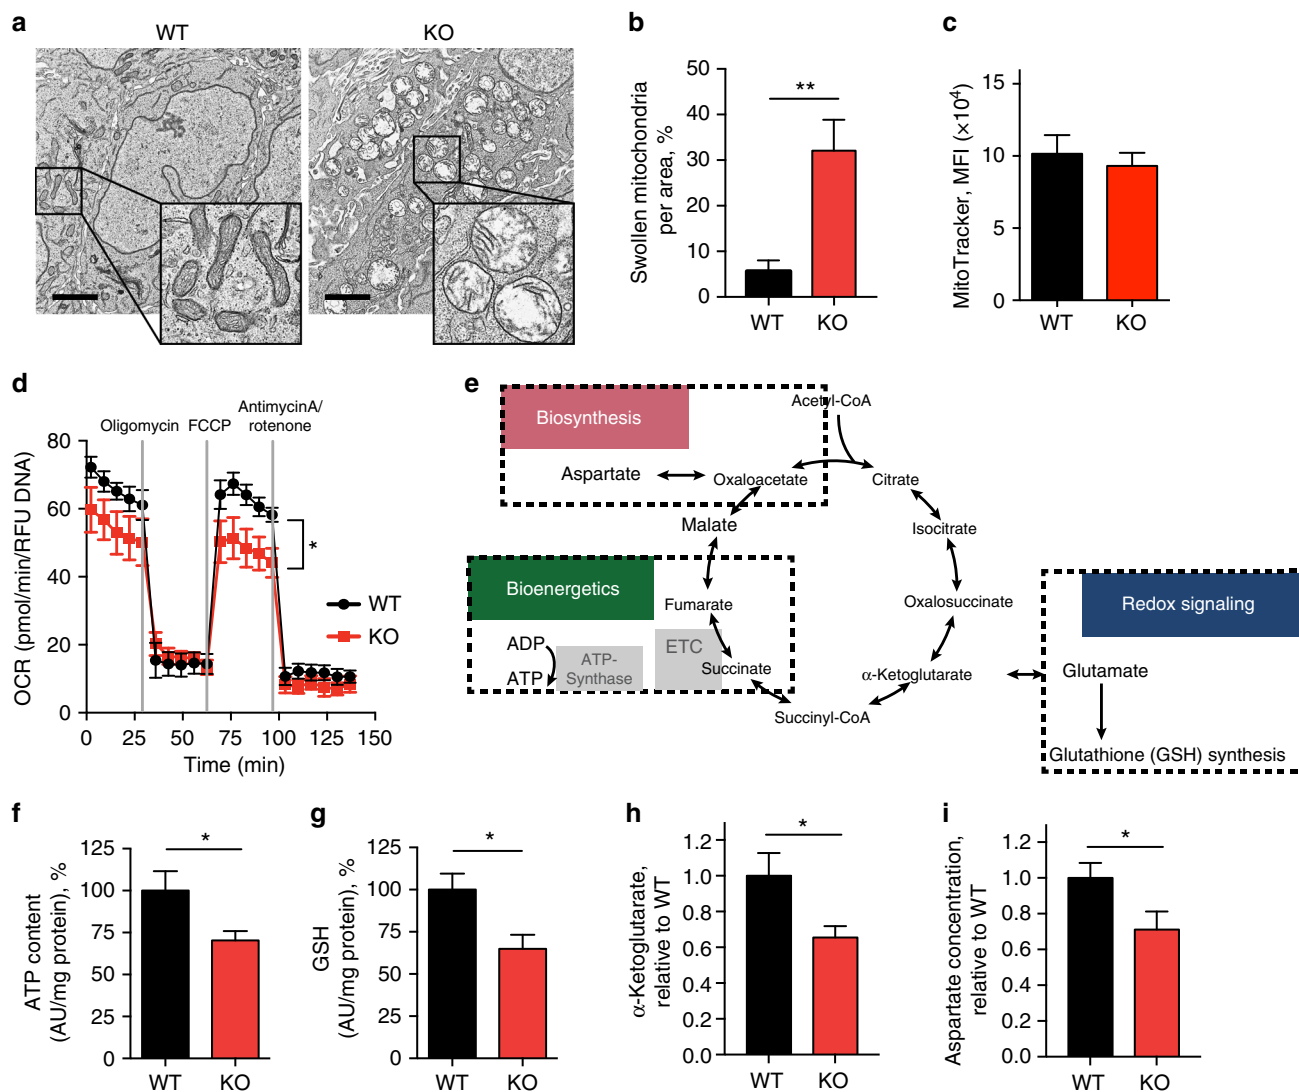 a
WT
KO
b
**
Swollen mitochondria
per area, %
50
40
30
20
10
0
WT
KO
c
MitoTracker, MFI (×10⁴)
15
10
5
0
WT
KO
d
Oligomycin
FCCP
AntimycinA/
rotenone
OCR (pmol/min/RFU DNA)
80
60
40
20
0
*
WT
KO
0
25
50
75
100
125
150
Time (min)
e
Biosynthesis
Acetyl-CoA
Aspartate
Oxaloacetate
Citrate
Malate
Isocitrate
Bioenergetics
Fumarate
Oxalosuccinate
Redox signaling
ADP
ATP
ATP-
Synthase
ETC
Succinate
α-Ketoglutarate
Glutamate
Succinyl-CoA
Glutathione (GSH) synthesis
f
*
ATP content
(AU/mg protein), %
125
100
75
50
25
0
WT
KO
g
*
GSH
(AU/mg protein), %
125
100
75
50
25
0
WT
KO
h
*
α-Ketoglutarate,
relative to WT
1.2
1.0
0.8
0.6
0.4
0.2
0.0
WT
KO
i
*
Aspartate concentration,
relative to WT
1.2
1.0
0.8
0.6
0.4
0.2
0.0
WT
KO